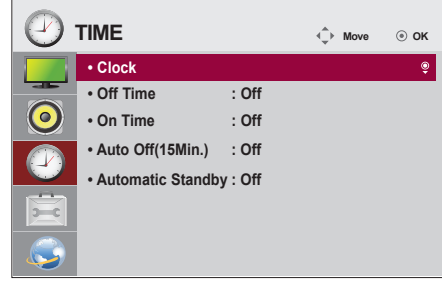 TIME
Move OK
• Clock
• Off Time : Off
• On Time : Off
• Auto Off(15Min.) : Off
• Automatic Standby : Off